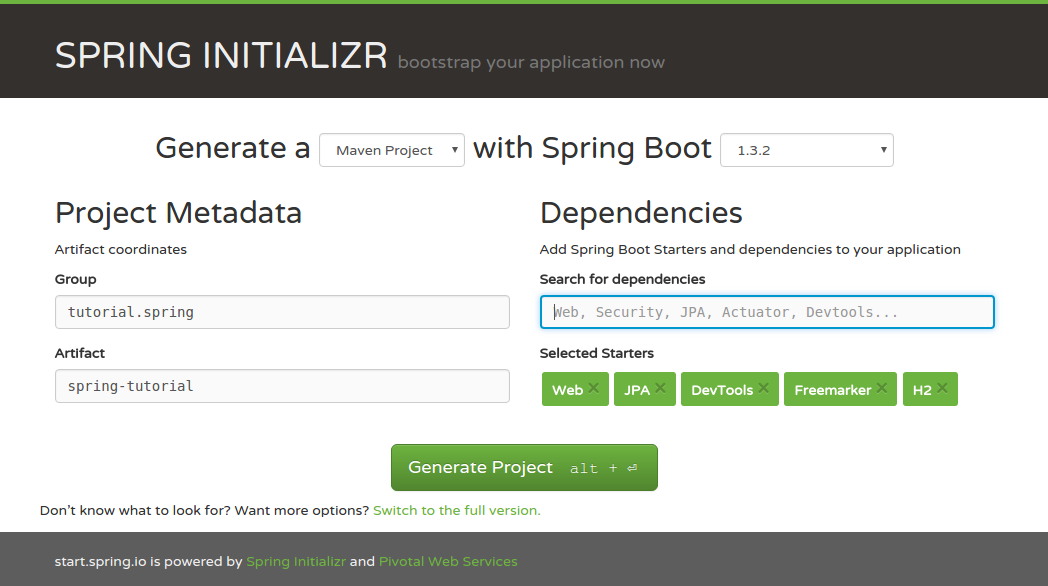 SPRING INITIALIZR bootstrap your application now
Generate a Maven Project with Spring Boot 1.3.2
Project Metadata
Artifact coordinates
Group
tutorial.spring
Artifact
spring-tutorial
Dependencies
Add Spring Boot Starters and dependencies to your application
Search for dependencies
Web, Security, JPA, Actuator, Devtools...
Selected Starters
Web JPA DevTools Freemarker H2
Generate Project alt + ⏎
Don't know what to look for? Want more options? Switch to the full version.
start.spring.io is powered by Spring Initializr and Pivotal Web Services